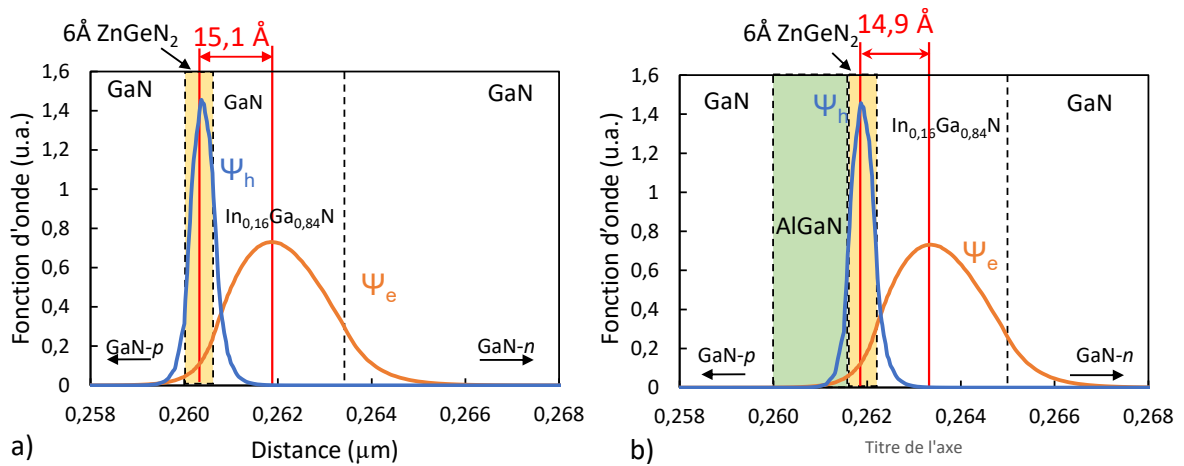 6Å ZnGeN₂
15,1 Å
Fonction d'onde (u.a.)
1,6
1,4
1,2
1
0,8
0,6
0,4
0,2
0
GaN
GaN
GaN
Ψh
In0,16Ga0,84N
Ψe
GaN-p
GaN-n
0,258
0,260
0,262
0,264
0,266
0,268
Distance (μm)
a)
6Å ZnGeN₂
14,9 Å
Fonction d’onde (u.a.)
1,6
1,4
1,2
1
0,8
0,6
0,4
0,2
0
GaN
Ψh
In0,16Ga0,84N
GaN
AlGaN
Ψe
GaN-p
GaN-n
0,258
0,260
0,262
0,264
0,266
0,268
Titre de l'axe
b)